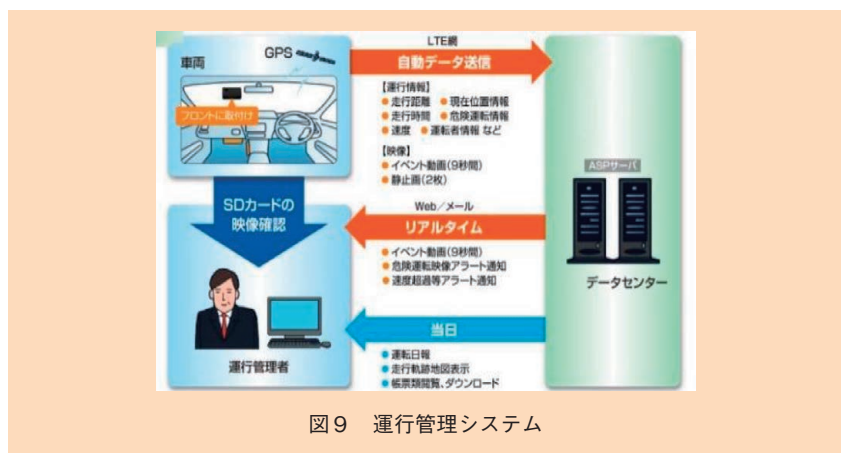 車両
GPS
フロントに取付け
LTE網
自動データ送信
【運行情報】
●走行距離 ●現在位置情報
●走行時間 ●危険運転情報
●速度 ●運転者情報 など
【映像】
●イベント動画(9秒間)
●静止画(2枚)
ASPサーバ
データセンター
SDカードの
映像確認
Web/メール
リアルタイム
●イベント動画(9秒間)
●危険運転映像アラート通知
●速度超過等アラート通知
運行管理者
当日
●運転日報
●走行軌跡地図表示
●帳票類閲覧、ダウンロード
図9 運行管理システム